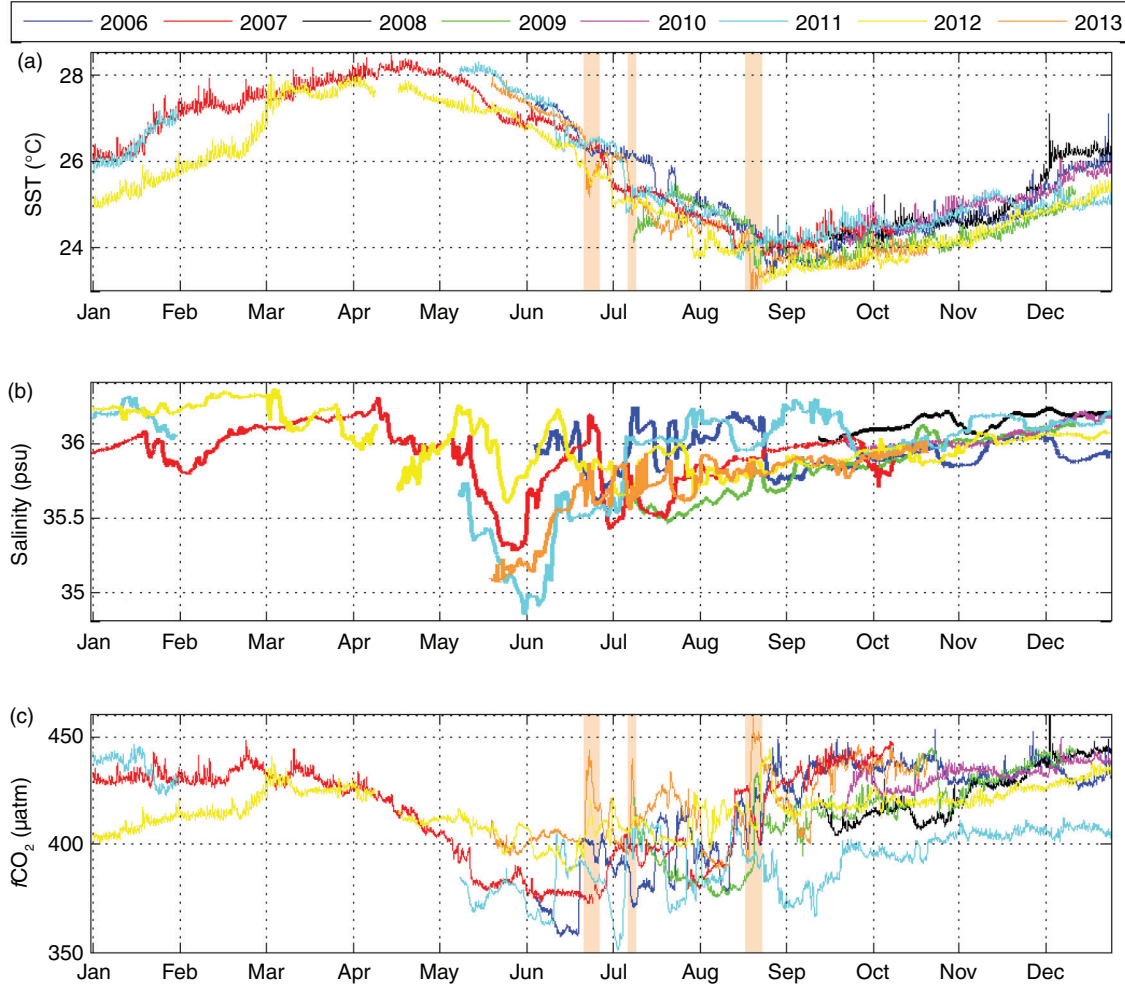 2006 2007 2008 2009 2010 2011 2012 2013
(a)
28
26
24
SST (°C)
Jan Feb Mar Apr May Jun Jul Aug Sep Oct Nov Dec
(b)
36
35.5
35
Salinity (psu)
Jan Feb Mar Apr May Jun Jul Aug Sep Oct Nov Dec
(c)
450
400
350
fCO₂ (µatm)
Jan Feb Mar Apr May Jun Jul Aug Sep Oct Nov Dec